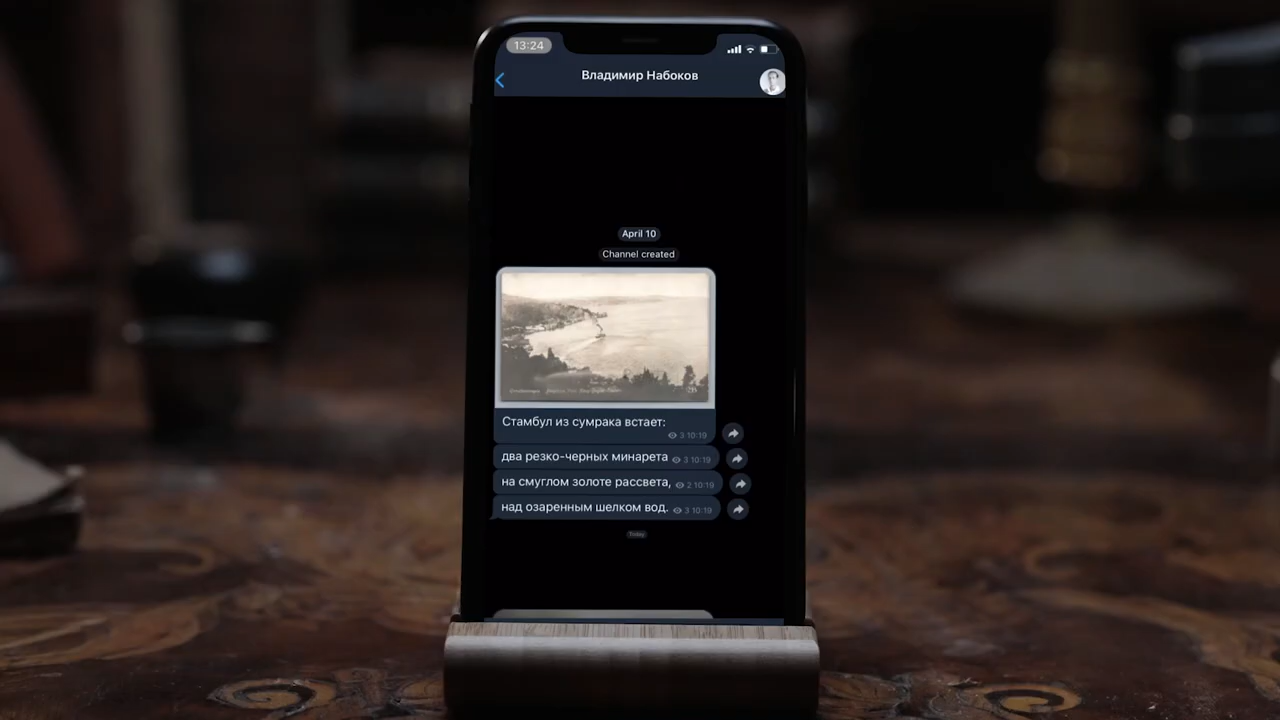 13:24
Владимир Набоков
April 10
Channel created
Стамбул из сумрака встает:
3 10:19
два резко-черных минарета 3 10:19
на смуглом золоте рассвета, 2 10:19
над озаренным шелком вод. 3 10:19
Today